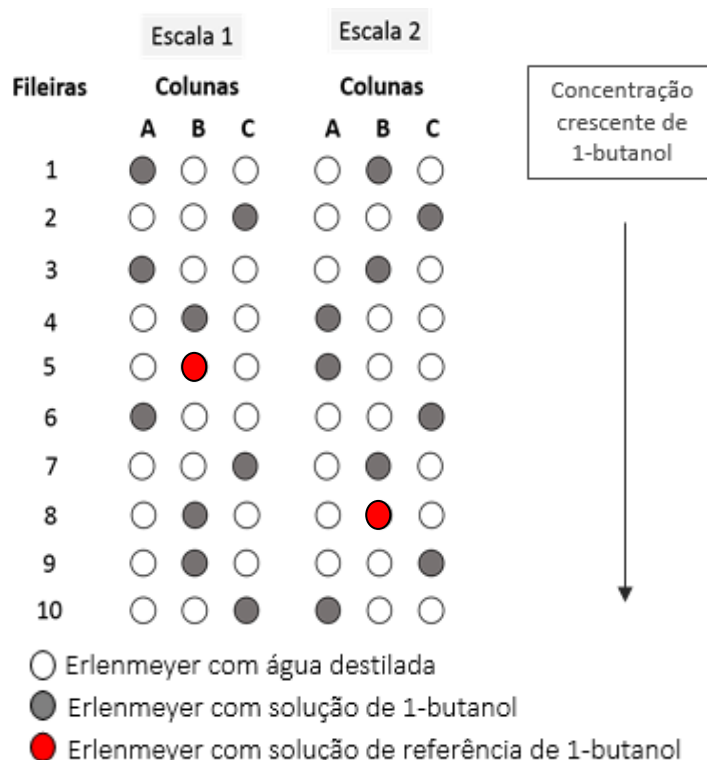 Escala 1 Escala 2
Fileiras Colunas Colunas
A B C A B C
1
2
3
4
5
6
7
8
9
10
Concentração
crescente de
1-butanol
Erlenmeyer com água destilada
Erlenmeyer com solução de 1-butanol
Erlenmeyer com solução de referência de 1-butanol